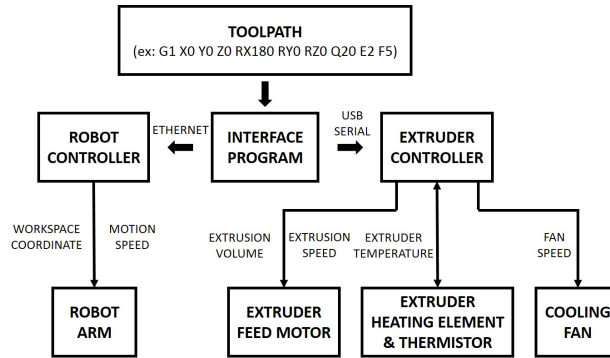 TOOLPATH
(ex: G1 X0 Y0 Z0 RX180 RY0 RZ0 Q20 E2 F5)
ROBOT
CONTROLLER
ETHERNET
INTERFACE
PROGRAM
USB
SERIAL
EXTRUDER
CONTROLLER
WORKSPACE
COORDINATE
MOTION
SPEED
EXTRUSION
VOLUME
EXTRUSION
SPEED
EXTRUDER
TEMPERATURE
FAN
SPEED
ROBOT
ARM
EXTRUDER
FEED MOTOR
EXTRUDER
HEATING ELEMENT
& THERMISTOR
COOLING
FAN